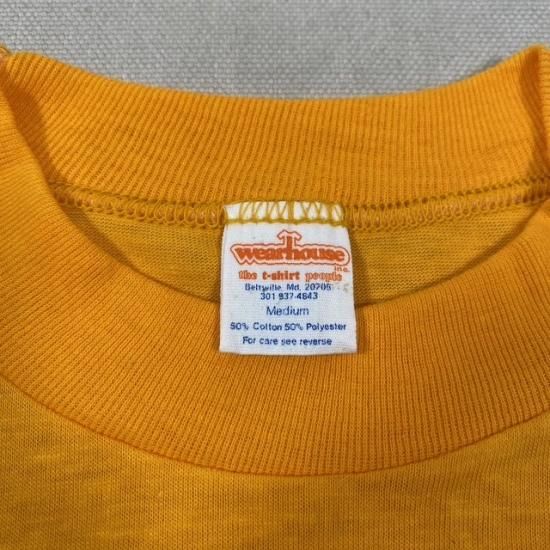 wearhouse
inc.
the t-shirt people
Beltsville, Md. 20705
301 937-4843
Medium
50% Cotton 50% Polyester
For care see reverse